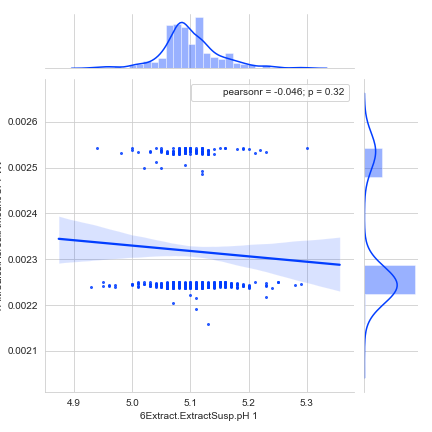 pearsonr = -0.046; p = 0.32
0.0026
0.0025
0.0024
0.0023
0.0022
0.0021
4.9 5.0 5.1 5.2 5.3
6Extract.ExtractSusp.pH 1